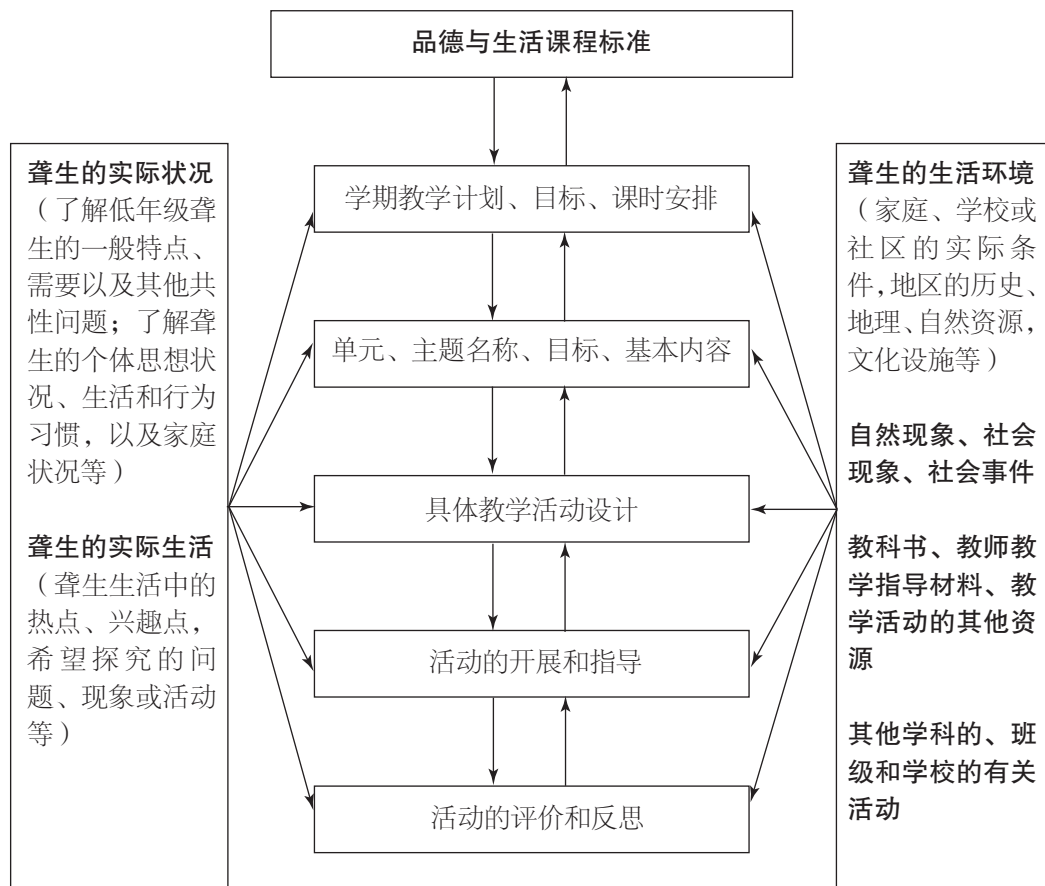 品德与生活课程标准
聋生的实际状况
（了解低年级聋
生的一般特点、
需要以及其他共
性问题；了解聋
生的个体思想状
况、生活和行为
习惯，以及家庭
状况等）
聋生的实际生活
（聋生生活中的
热点、兴趣点，
希望探究的问
题、现象或活动
等）
学期教学计划、目标、课时安排
单元、主题名称、目标、基本内容
具体教学活动设计
活动的开展和指导
活动的评价和反思
聋生的生活环境
（家庭、学校或
社区的实际条
件，地区的历史、
地理、自然资源，
文化设施等）
自然现象、社会
现象、社会事件
教科书、教师教
学指导材料、教
学活动的其他资
源
其他学科的、班
级和学校的有关
活动